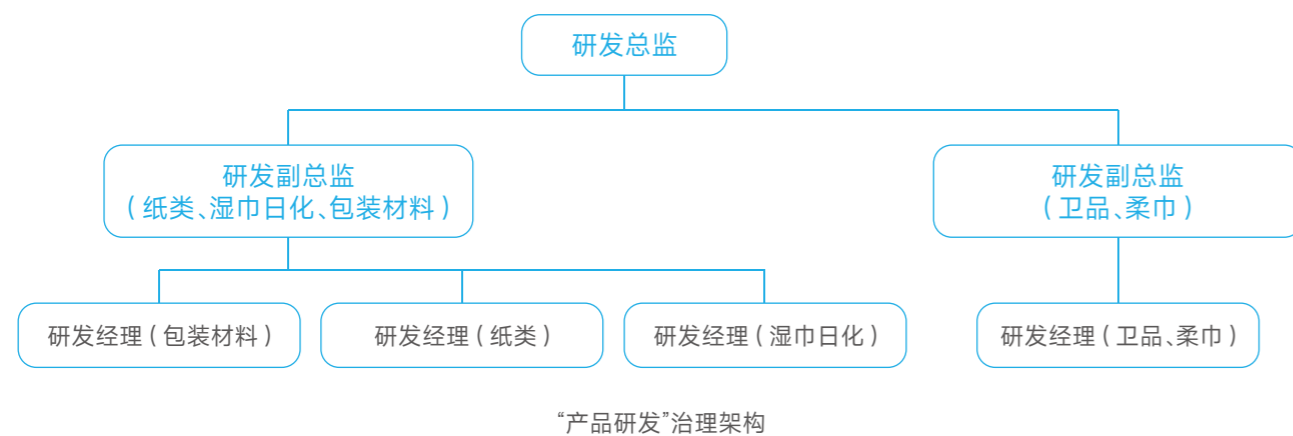 研发总监
研发副总监
(纸类、湿巾日化、包装材料)
研发副总监
(卫品、柔巾)
研发经理(包装材料)
研发经理(纸类)
研发经理(湿巾日化)
研发经理(卫品、柔巾)
“产品研发”治理架构